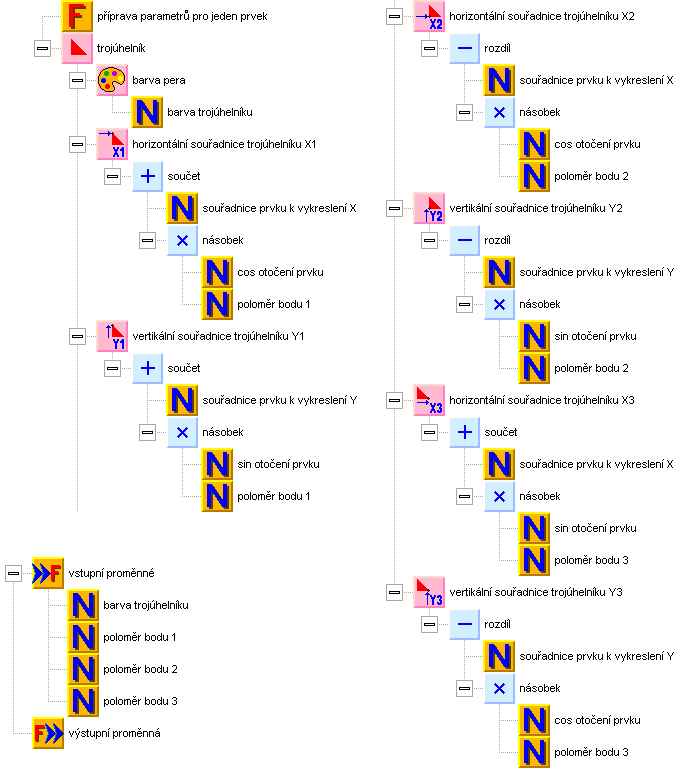 příprava parametrů pro jeden prvek
trojúhelník
barva pera
barva trojúhelníku
X1 horizontální souřadnice trojúhelníku X1
součet
souřadnice prvku k vykreslení X
násobek
cos otočení prvku
poloměr bodu 1
Y1 vertikální souřadnice trojúhelníku Y1
součet
souřadnice prvku k vykreslení Y
násobek
sin otočení prvku
poloměr bodu 1
F vstupní proměnné
barva trojúhelníku
poloměr bodu 1
poloměr bodu 2
poloměr bodu 3
F výstupní proměnná
X2 horizontální souřadnice trojúhelníku X2
rozdíl
souřadnice prvku k vykreslení X
násobek
cos otočení prvku
poloměr bodu 2
Y2 vertikální souřadnice trojúhelníku Y2
rozdíl
souřadnice prvku k vykreslení Y
násobek
sin otočení prvku
poloměr bodu 2
X3 horizontální souřadnice trojúhelníku X3
součet
souřadnice prvku k vykreslení X
násobek
sin otočení prvku
poloměr bodu 3
Y3 vertikální souřadnice trojúhelníku Y3
rozdíl
souřadnice prvku k vykreslení Y
násobek
cos otočení prvku
poloměr bodu 3